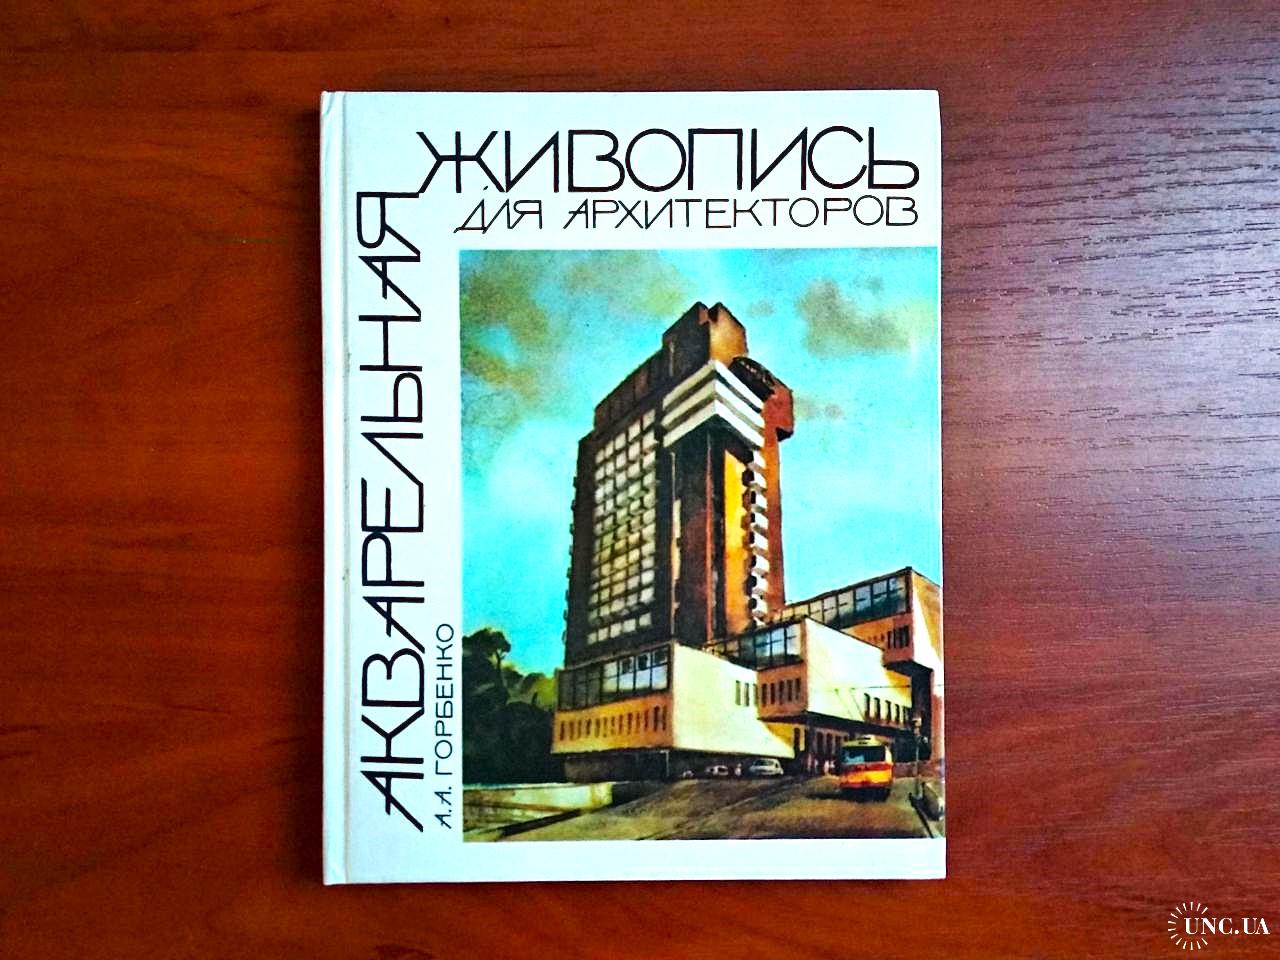 АКВАРЕЛЬНАЯ
ЖИВОПИСЬ
ДЛЯ АРХИТЕКТОРОВ
А.А. ГОРБЕНКО
UNC.UA